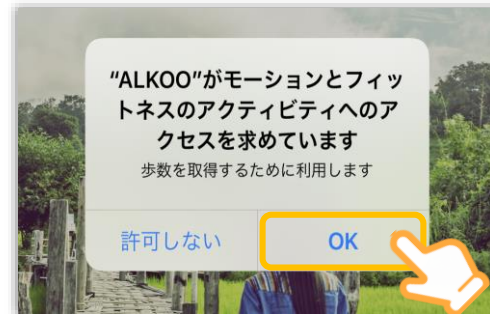 “ALKOO”がモーションとフィッ
トネスのアクティビティへのア
クセスを求めています
歩数を取得するために利用します
許可しない
OK